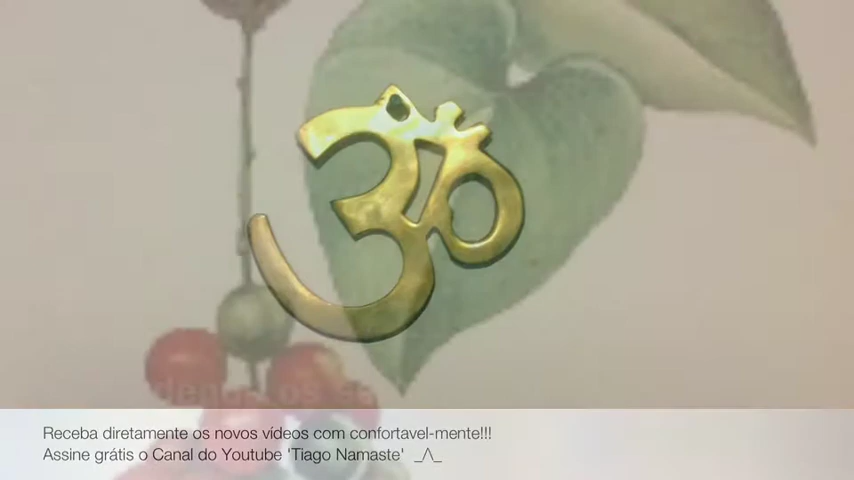 Receba diretamente os novos vídeos com confortavel-mente!!!
Assine grátis o Canal do Youtube 'Tiago Namaste' _/\_